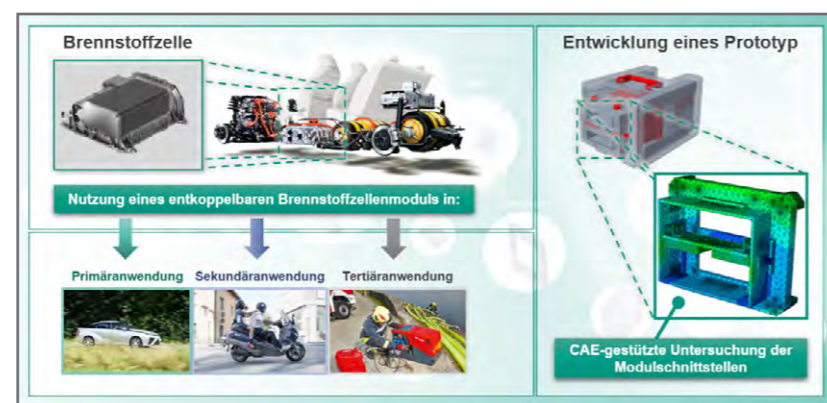 Brennstoffzelle
Nutzung eines entkoppelbaren Brennstoffzellenmoduls in:
Primäranwendung
Sekundäranwendung
Tertiäranwendung
Entwicklung eines Prototyp
CAE-gestützte Untersuchung der
Modulschnittstellen